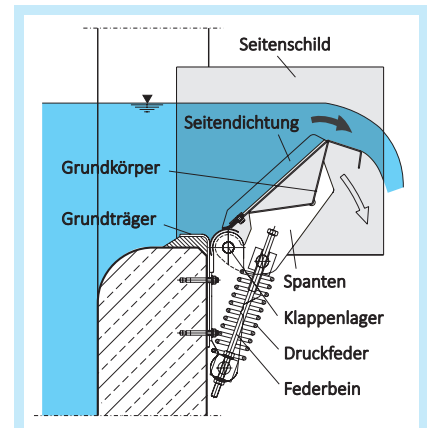 Seitenschild
Seitendichtung
Grundkörper
Grundträger
Spanten
Klappenlager
Druckfeder
Federbein